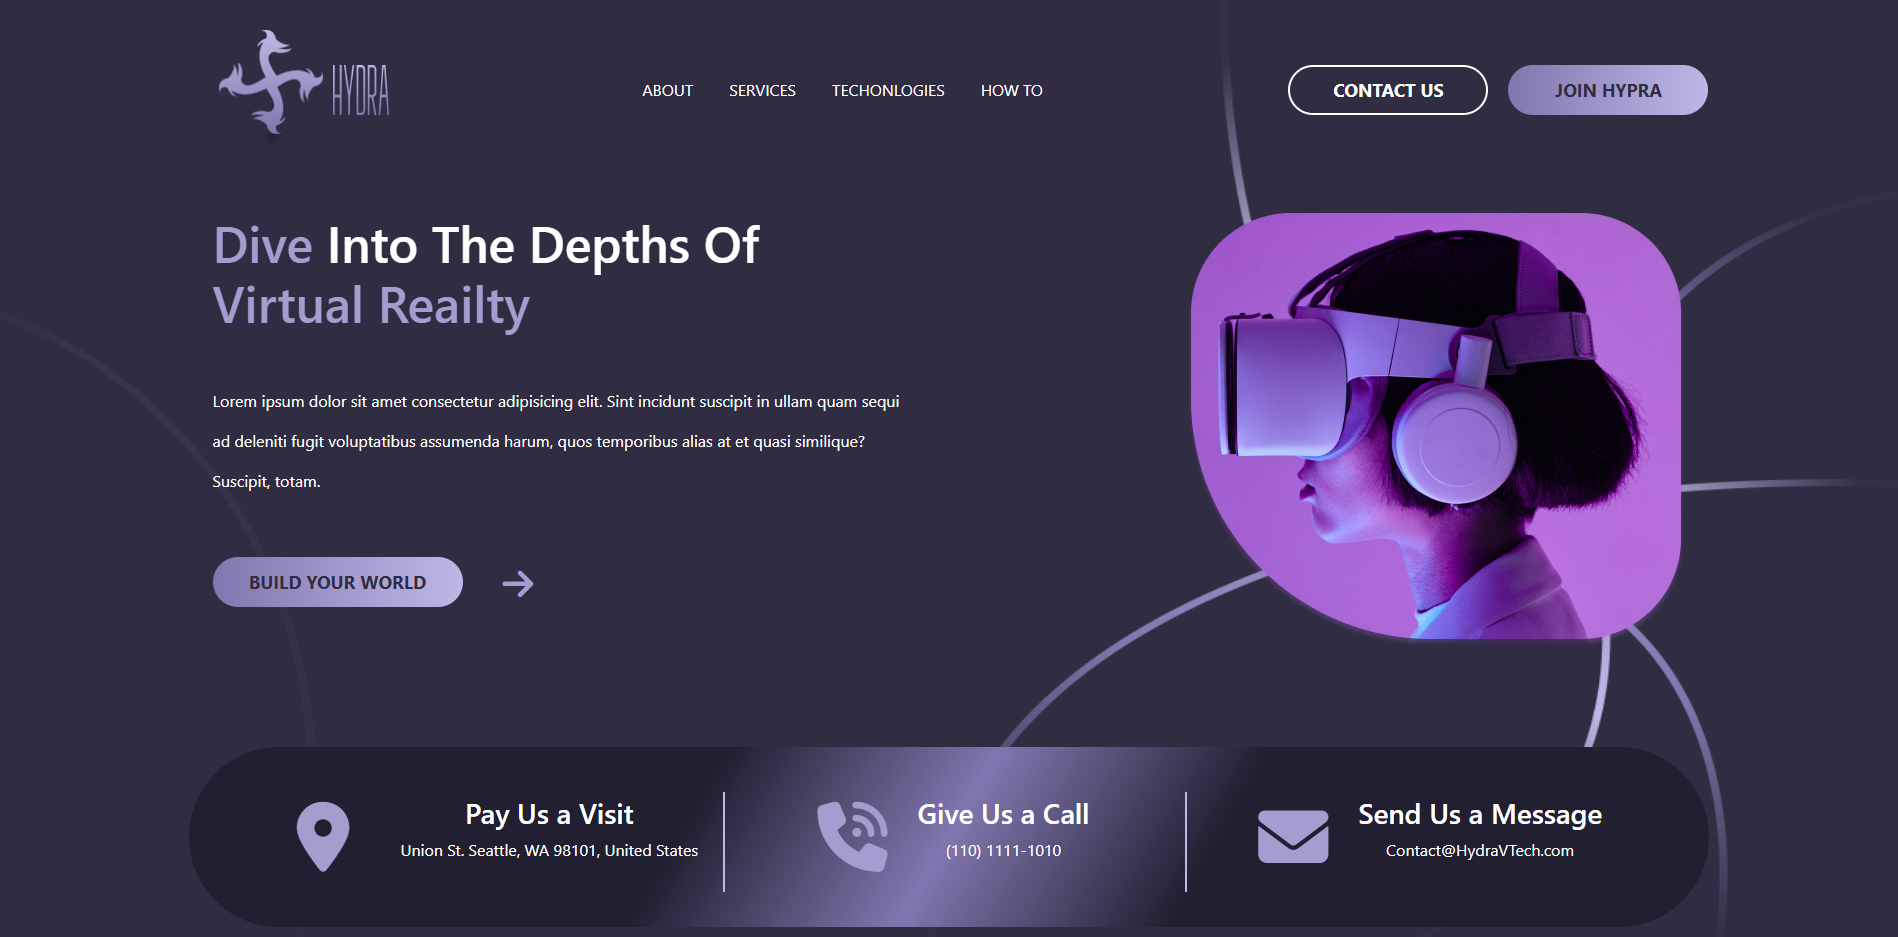 HYDRA
ABOUT SERVICES TECHONLOGIES HOW TO
CONTACT US
JOIN HYPRA
Dive Into The Depths Of
Virtual Reailty
Lorem ipsum dolor sit amet consectetur adipisicing elit. Sint incidunt suscipit in ullam quam sequi
ad deleniti fugit voluptatibus assumenda harum, quos temporibus alias at et quasi similique?
Suscipit, totam.
BUILD YOUR WORLD
Pay Us a Visit
Union St. Seattle, WA 98101, United States
Give Us a Call
(110) 1111-1010
Send Us a Message
Contact@HydraVTech.com